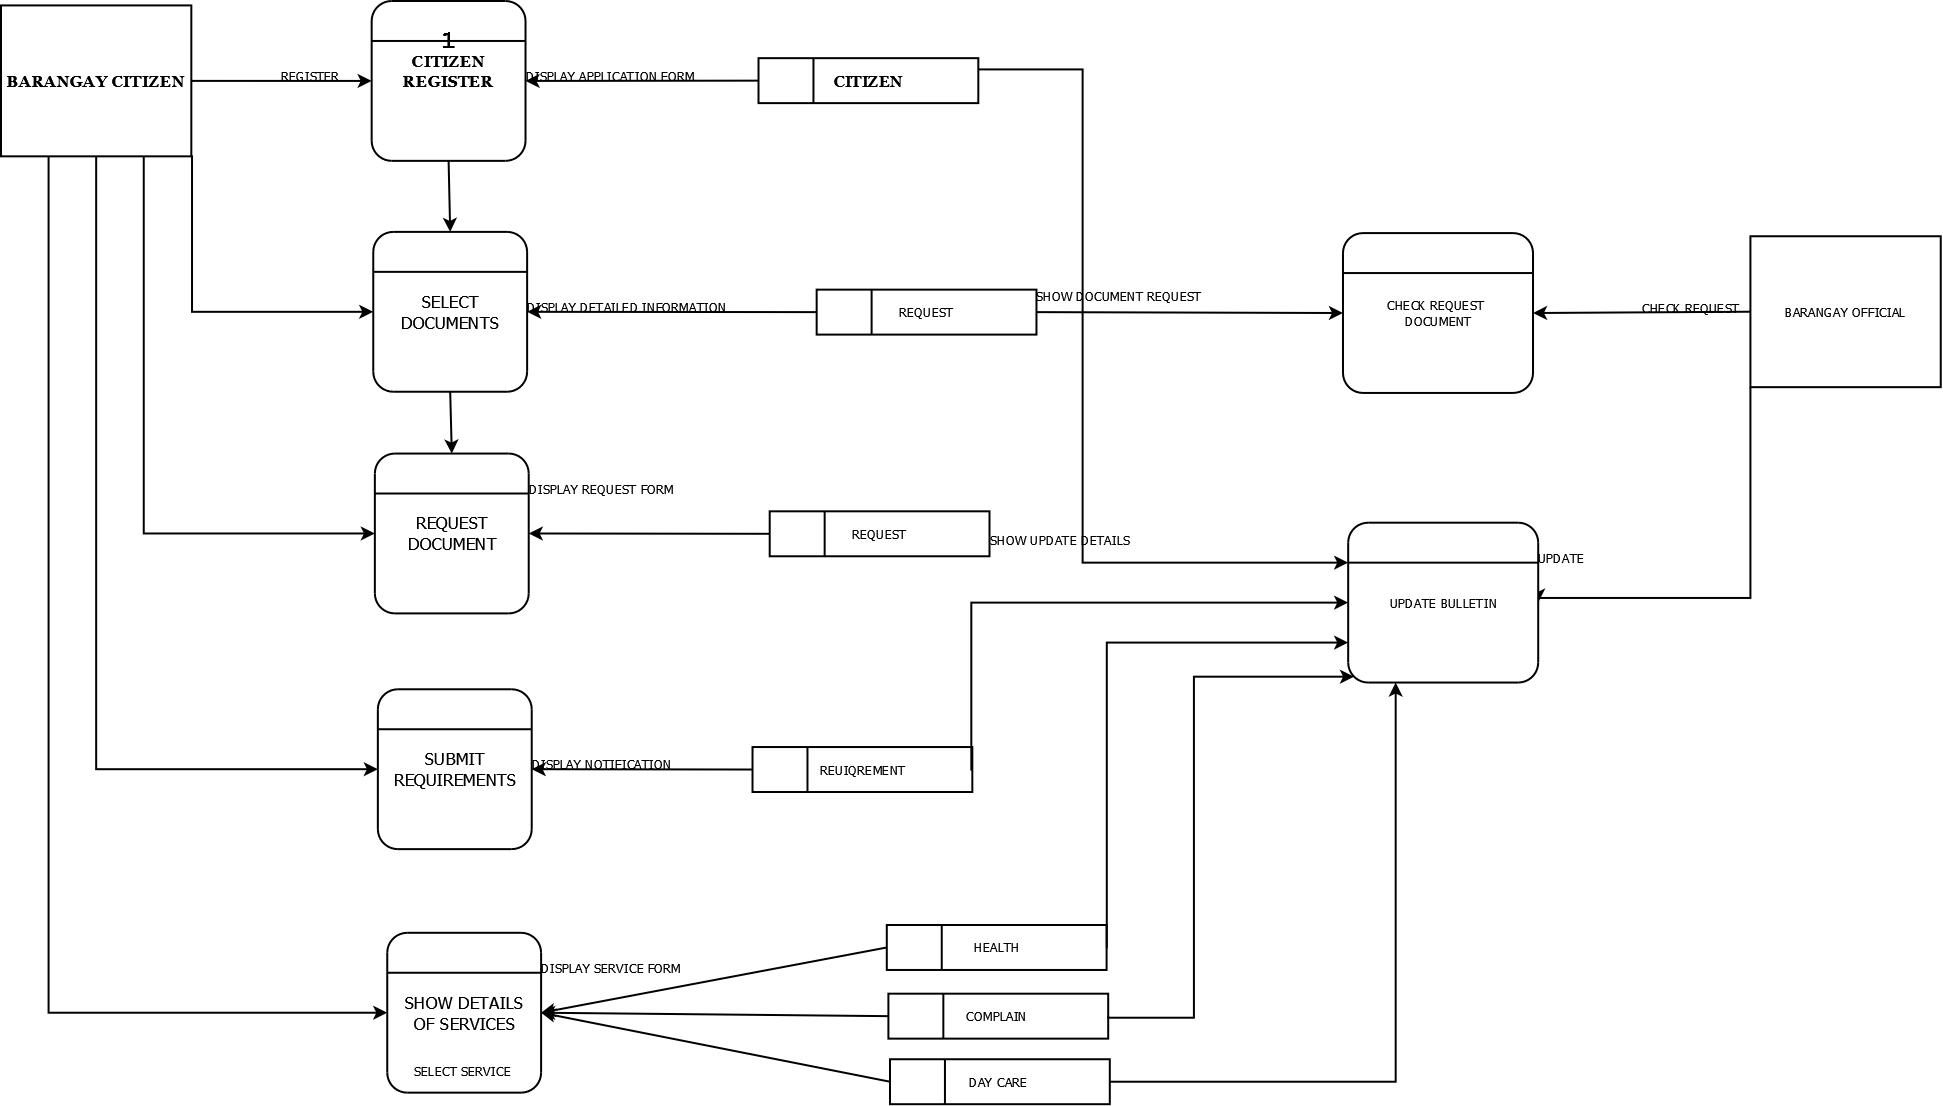 1
BARANGAY CITIZEN
REGISTER
CITIZEN
REGISTER
DISPLAY APPLICATION FORM
CITIZEN
SELECT
DOCUMENTS
DISPLAY DETAILED INFORMATION
REQUEST
SHOW DOCUMENT REQUEST
CHECK REQUEST
DOCUMENT
CHECK REQUEST
BARANGAY OFFICIAL
REQUEST
DOCUMENT
DISPLAY REQUEST FORM
REQUEST
SHOW UPDATE DETAILS
UPDATE
UPDATE BULLETIN
SUBMIT
REQUIREMENTS
DISPLAY NOTIFICATION
REUIQREMENT
SHOW DETAILS
OF SERVICES
SELECT SERVICE
DISPLAY SERVICE FORM
HEALTH
COMPLAIN
DAY CARE